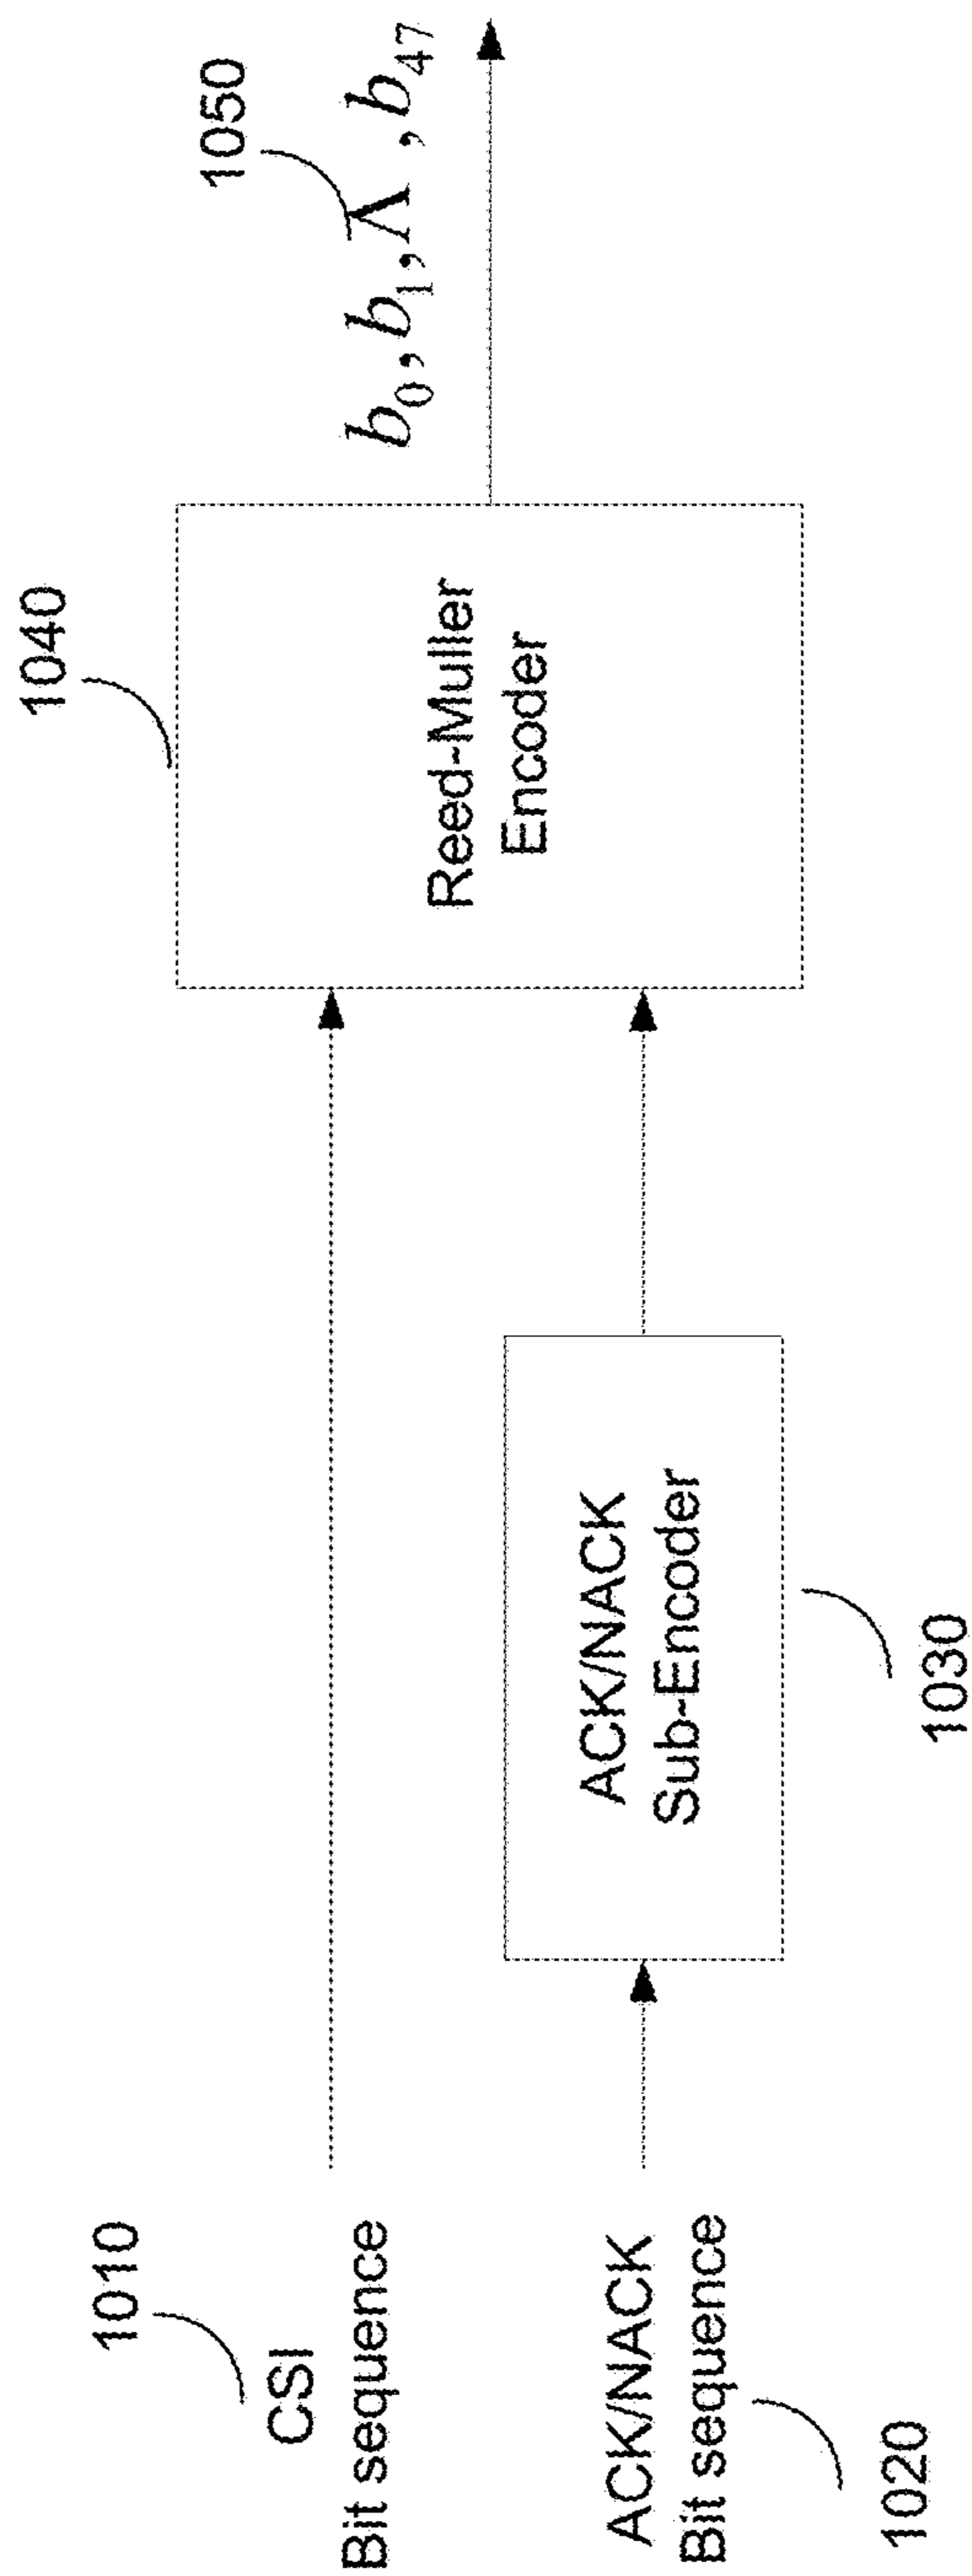 1010
CSI
Bit sequence
ACK/NACK
Bit sequence
1020
ACK/NACK
Sub-Encoder
1030
1040
Reed-Muller
Encoder
1050
b₀, b₁, Λ , b₄₇